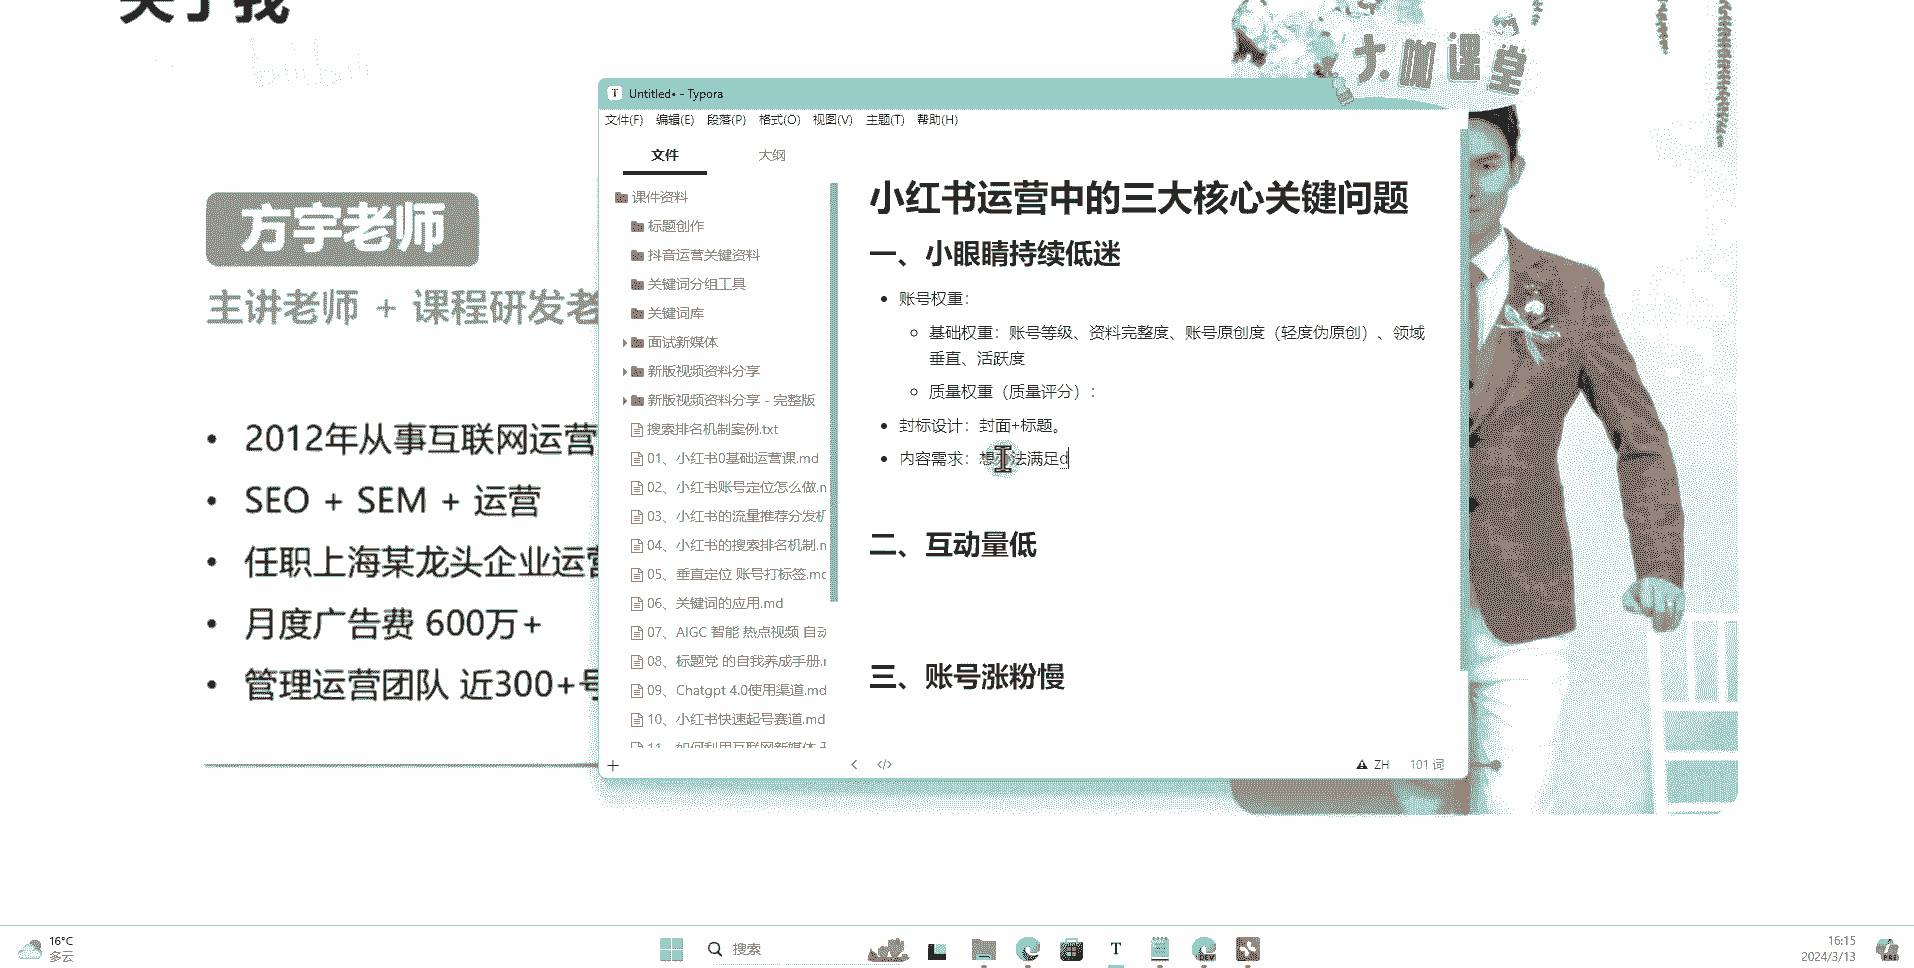 关于我
bilibili
大咖课堂
方宇老师
主讲老师 + 课程研发老
• 2012年从事互联网运营
• SEO + SEM + 运营
• 任职上海某龙头企业运营
• 月度广告费 600万+
• 管理运营团队 近300+号
Untitled• - Typora
文件(F) 编辑(E) 段落(P) 格式(O) 视图(V) 主题(T) 帮助(H)
文件 大纲
课件资料
标题创作
抖音运营关键资料
关键词分组工具
关键词库
面试新媒体
新版视频资料分享
新版视频资料分享 - 完整版
搜索排名机制案例.txt
01、小红书0基础运营课.md
02、小红书账号定位怎么做.m
03、小红书的流量推荐分发机
04、小红书的搜索排名机制.m
05、垂直定位 账号打标签.mc
06、关键词的应用.md
07、AIGC 智能 热点视频 自动
08、标题党 的自我养成手册.m
09、Chatgpt 4.0使用渠道.md
10、小红书快速起号赛道.md
11、如何利用互联网新媒体
小红书运营中的三大核心关键问题
一、小眼睛持续低迷
• 账号权重:
基础权重:账号等级、资料完整度、账号原创度(轻度伪原创)、领域
垂直、活跃度
质量权重(质量评分):
• 封标设计:封面+标题。
• 内容需求:想办法满足d
二、互动量低
三、账号涨粉慢
ZH 101 词
16°C
多云
搜索
T
DEV
16:15
2024/3/13
PRE